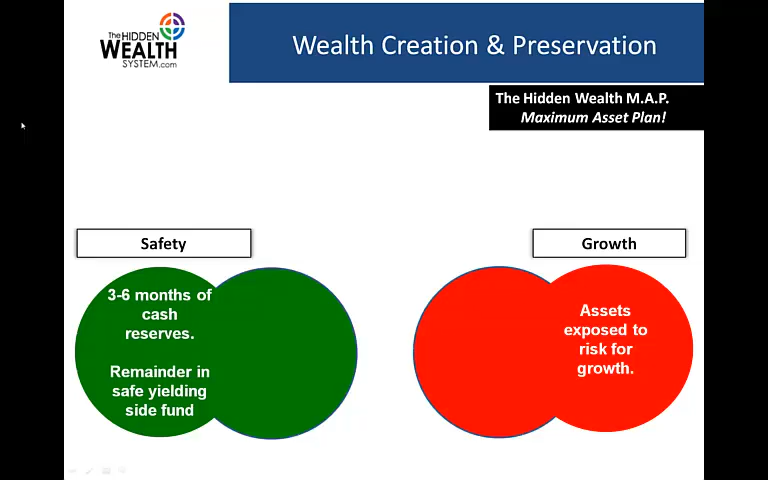 The HIDDEN
WEALTH
SYSTEM.com
Wealth Creation & Preservation
The Hidden Wealth M.A.P.
Maximum Asset Plan!
Safety
Growth
3-6 months of
cash
reserves.
Remainder in
safe yielding
side fund
Assets
exposed to
risk for
growth.